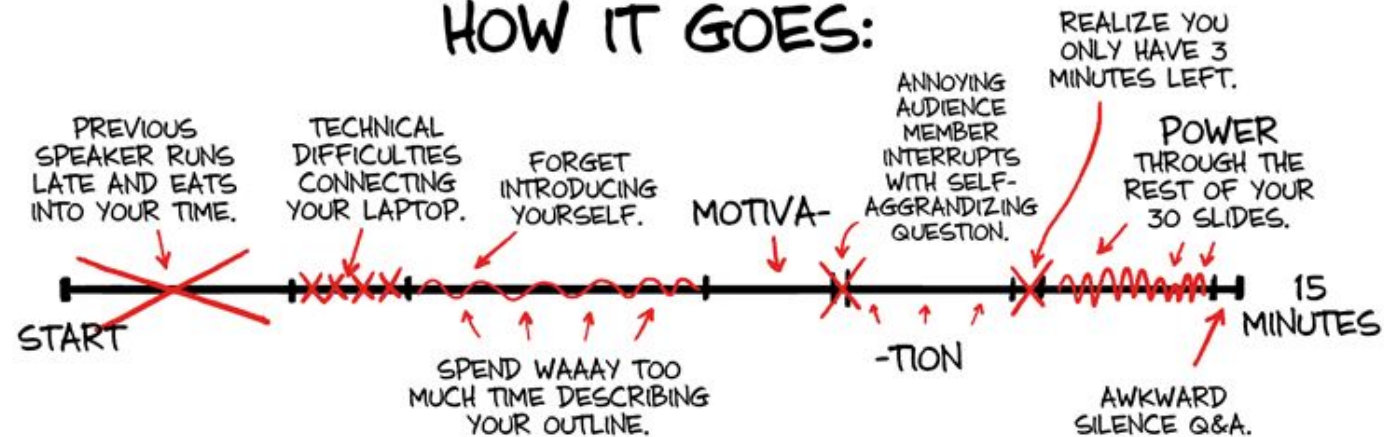 HOW IT GOES:
PREVIOUS
SPEAKER RUNS
LATE AND EATS
INTO YOUR TIME.
TECHNICAL
DIFFICULTIES
CONNECTING
YOUR LAPTOP.
FORGET
INTRODUCING
YOURSELF.
MOTIVA-
ANNOYING
AUDIENCE
MEMBER
INTERRUPTS
WITH SELF-
AGGRANDIZING
QUESTION.
REALIZE YOU
ONLY HAVE 3
MINUTES LEFT.
POWER
THROUGH THE
REST OF YOUR
30 SLIDES.
START
SPEND WAAAY TOO
MUCH TIME DESCRIBING
YOUR OUTLINE.
-TION
AWKWARD
SILENCE Q&A.
15
MINUTES